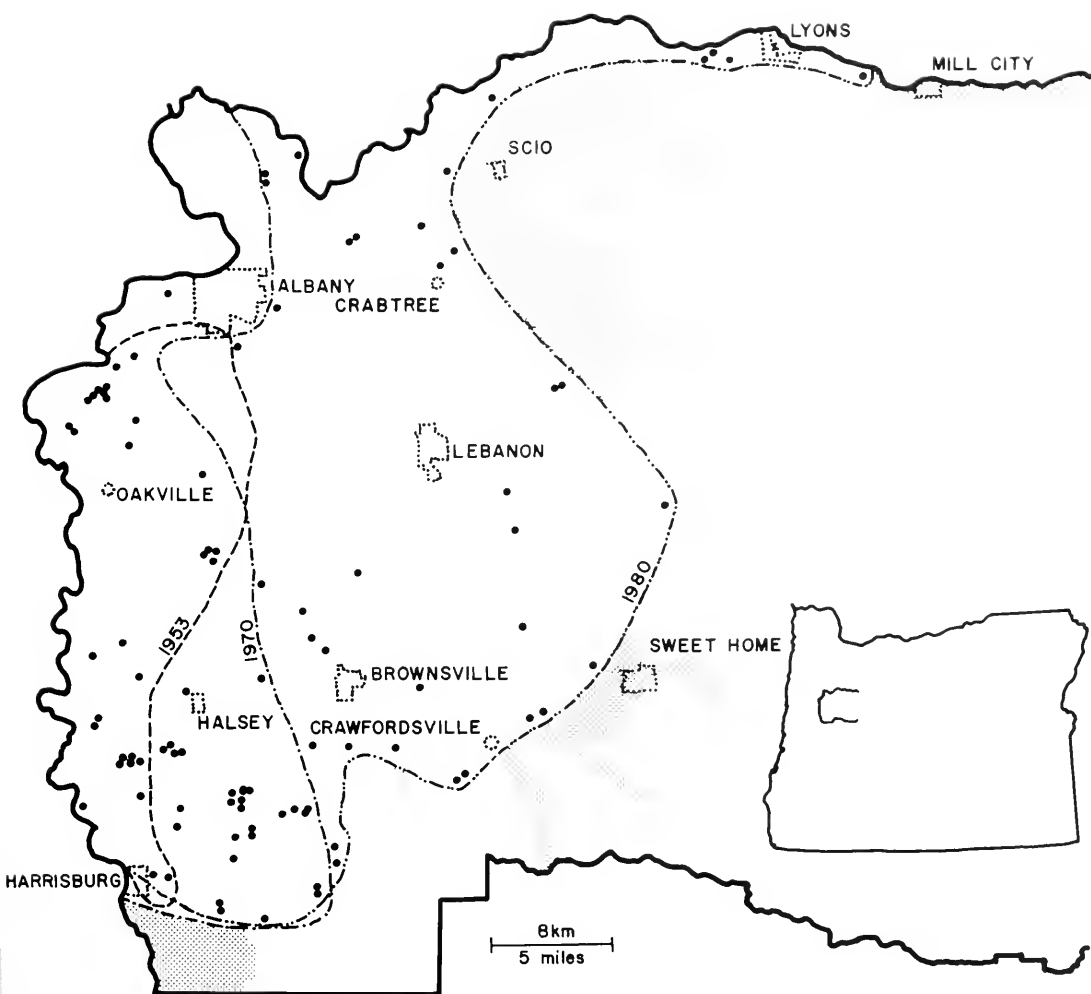 LYONS
MILL CITY
SCIO
ALBANY
CRABTREE
LEBANON
OAKVILLE
1953
1970
1980
SWEET HOME
BROWNSVILLE
HALSEY
CRAWFORDSVILLE
HARRISBURG
8km
5 miles